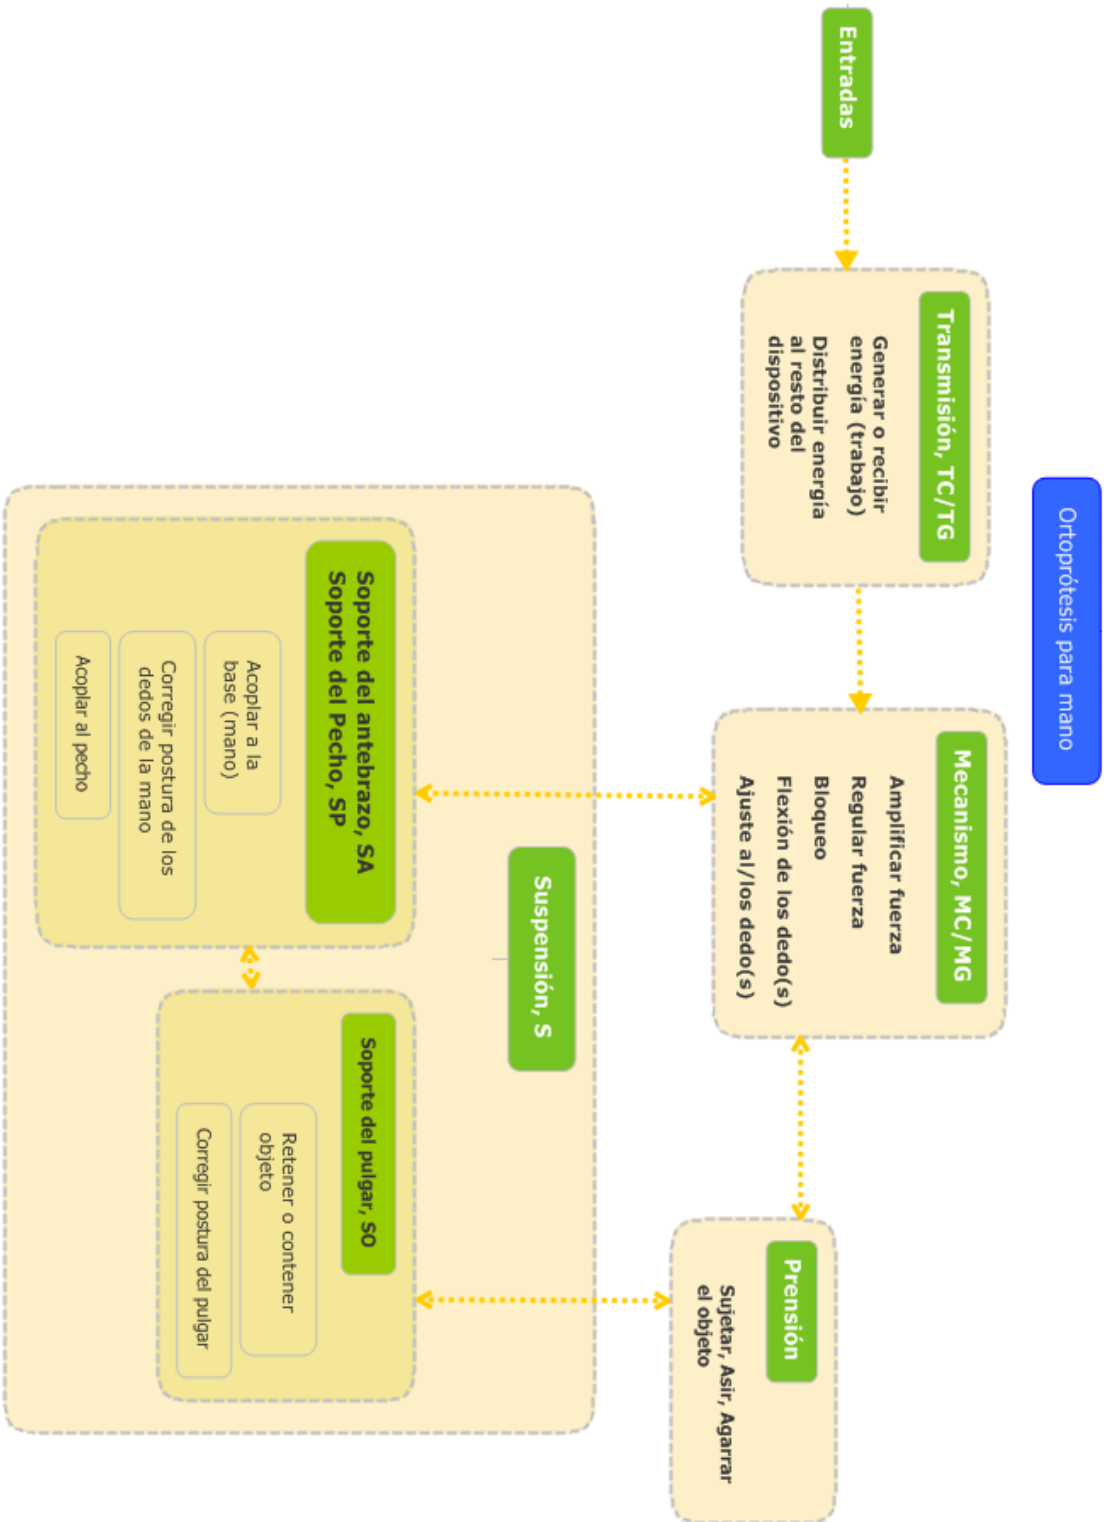 Ortoprótesis para mano
Entradas
Transmisión, TC/TG
Generar o recibir
energía (trabajo)
Distribuir energía
al resto del
dispositivo
Mecanismo, MC/MG
Amplificar fuerza
Regular fuerza
Bloqueo
Flexión de los dedo(s)
Ajuste al/los dedo(s)
Prensión
Sujetar, Asir, Agarrar
el objeto
Suspensión, S
Soporte del antebrazo, SA
Soporte del Pecho, SP
Acoplar a la
base (mano)
Corregir postura de los
dedos de la mano
Acoplar al pecho
Soporte del pulgar, SO
Retener o contener
objeto
Corregir postura del pulgar